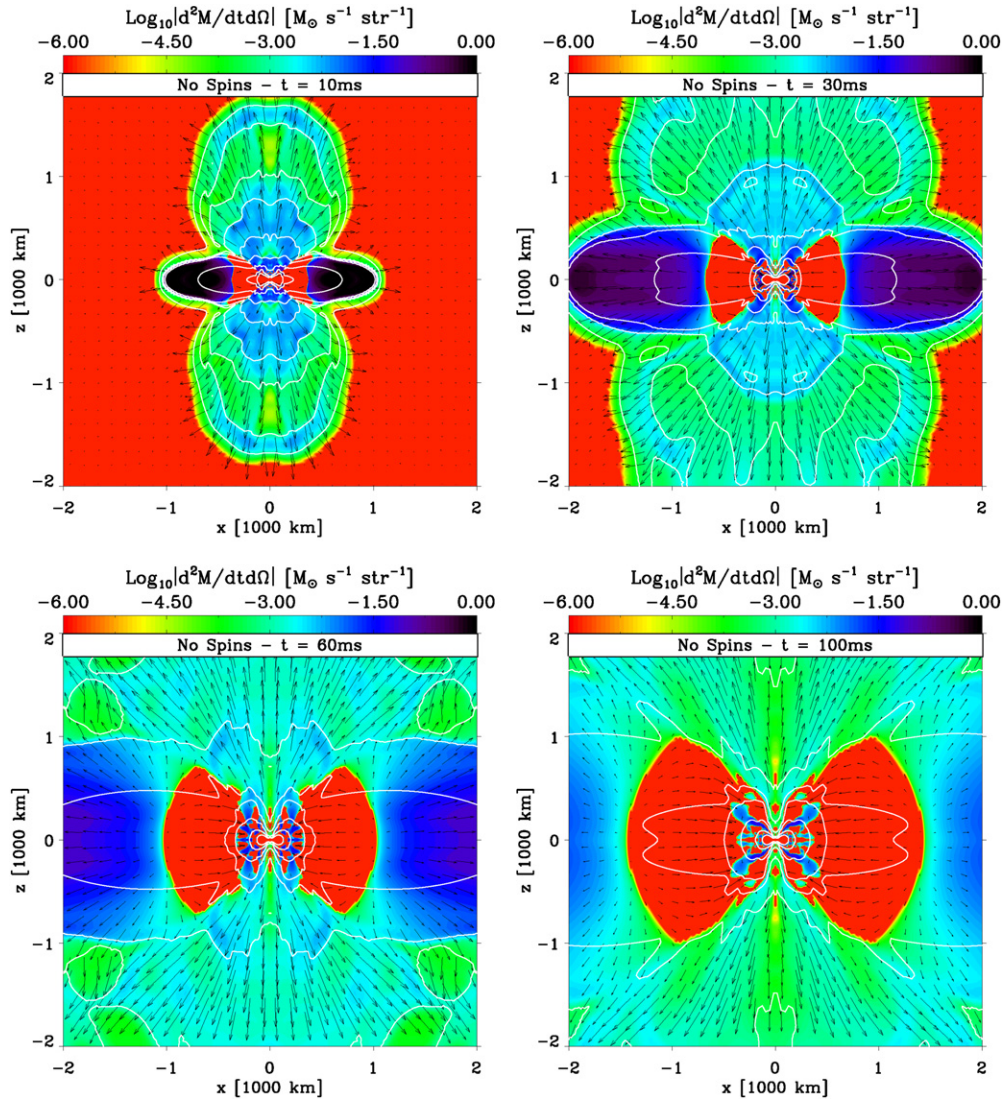 Log₁₀|d²M/dtdΩ| [M⊙ s⁻¹ str⁻¹]
−6.00 −4.50 −3.00 −1.50 0.00
No Spins − t = 10ms
2
1
0
−1
−2
z [1000 km]
−2 −1 0 1 2
x [1000 km]
Log₁₀|d²M/dtdΩ| [M⊙ s⁻¹ str⁻¹]
−6.00 −4.50 −3.00 −1.50 0.00
No Spins − t = 30ms
2
1
0
−1
−2
z [1000 km]
−2 −1 0 1 2
x [1000 km]
Log₁₀|d²M/dtdΩ| [M⊙ s⁻¹ str⁻¹]
−6.00 −4.50 −3.00 −1.50 0.00
No Spins − t = 60ms
2
1
0
−1
−2
z [1000 km]
−2 −1 0 1 2
x [1000 km]
Log₁₀|d²M/dtdΩ| [M⊙ s⁻¹ str⁻¹]
−6.00 −4.50 −3.00 −1.50 0.00
No Spins − t = 100ms
2
1
0
−1
−2
z [1000 km]
−2 −1 0 1 2
x [1000 km]